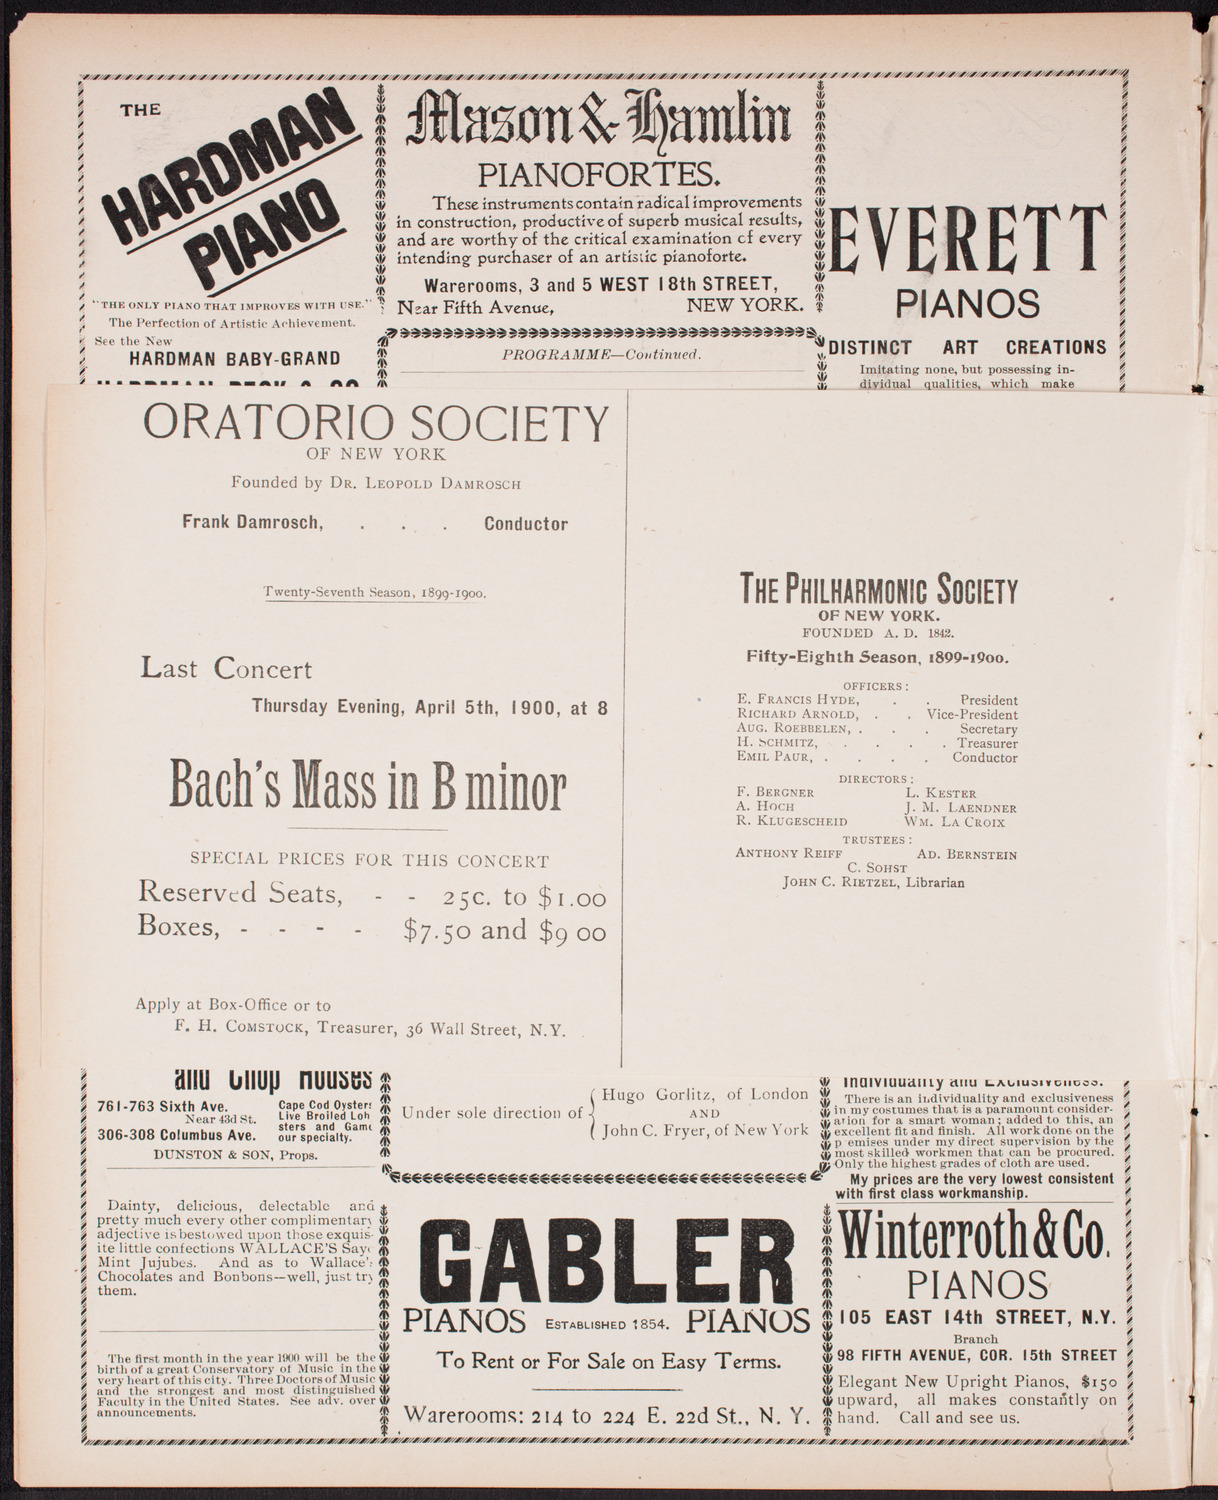 THE
HARDMAN
PIANO
"THE ONLY PIANO THAT IMPROVES WITH USE."
The Perfection of Artistic Achievement.
See the New
HARDMAN BABY-GRAND
Mason & Hamlin
PIANOFORTES.
These instruments contain radical improvements
in construction, productive of superb musical results,
and are worthy of the critical examination of every
intending purchaser of an artistic pianoforte.
Warerooms, 3 and 5 WEST 18th STREET,
Near Fifth Avenue, NEW YORK.
PROGRAMME—Continued.
EVERETT
PIANOS
DISTINCT ART CREATIONS
Imitating none, but possessing in-
dividual qualities, which make
ORATORIO SOCIETY
OF NEW YORK
Founded by DR. LEOPOLD DAMROSCH
Frank Damrosch, . . . Conductor
Twenty-Seventh Season, 1899-1900.
Last Concert
Thursday Evening, April 5th, 1900, at 8
Bach's Mass in B minor
SPECIAL PRICES FOR THIS CONCERT
Reserved Seats, - - 25c. to $1.00
Boxes, - - - - $7.50 and $9 00
Apply at Box-Office or to
F. H. COMSTOCK, Treasurer, 36 Wall Street, N.Y.
THE PHILHARMONIC SOCIETY
OF NEW YORK.
FOUNDED A. D. 1842.
Fifty-Eighth Season, 1899-1900.
OFFICERS:
E. FRANCIS HYDE, . . President
RICHARD ARNOLD, . . Vice-President
AUG. ROEBBELEN, . . . Secretary
H. SCHMITZ, . . . . Treasurer
EMIL PAUR, . . . . Conductor
DIRECTORS:
F. BERGNER L. KESTER
A. HOCH J. M. LAENDNER
R. KLUGESCHEID WM. LA CROIX
TRUSTEES:
ANTHONY REIFF AD. BERNSTEIN
C. SOHST
JOHN C. RIETZEL, Librarian
and Chop Houses
761-763 Sixth Ave.
Near 43d St.
306-308 Columbus Ave.
Cape Cod Oysters
Live Broiled Lob
sters and Game
our specialty.
DUNSTON & SON, Props.
Dainty, delicious, delectable and
pretty much every other complimentary
adjective is bestowed upon those exquis-
ite little confections WALLACE'S Say
Mint Jujubes. And as to Wallace's
Chocolates and Bonbons—well, just try
them.
The first month in the year 1900 will be the
birth of a great Conservatory of Music in the
very heart of this city. Three Doctors of Music
and the strongest and most distinguished
Faculty in the United States. See adv. over
announcements.
Under sole direction of
Hugo Gorlitz, of London
AND
John C. Fryer, of New York
GABLER
PIANOS ESTABLISHED 1854. PIANOS
To Rent or For Sale on Easy Terms.
Warerooms: 214 to 224 E. 22d St., N. Y.
Individuality and Exclusiveness.
There is an individuality and exclusiveness
in my costumes that is a paramount consider-
ation for a smart woman; added to this, an
excellent fit and finish. All work done on the
p emises under my direct supervision by the
most skilled workmen that can be procured.
Only the highest grades of cloth are used.
My prices are the very lowest consistent
with first class workmanship.
Winterroth & Co.
PIANOS
105 EAST 14th STREET, N.Y.
Branch
98 FIFTH AVENUE, COR. 15th STREET
Elegant New Upright Pianos, $150
upward, all makes constantly on
hand. Call and see us.